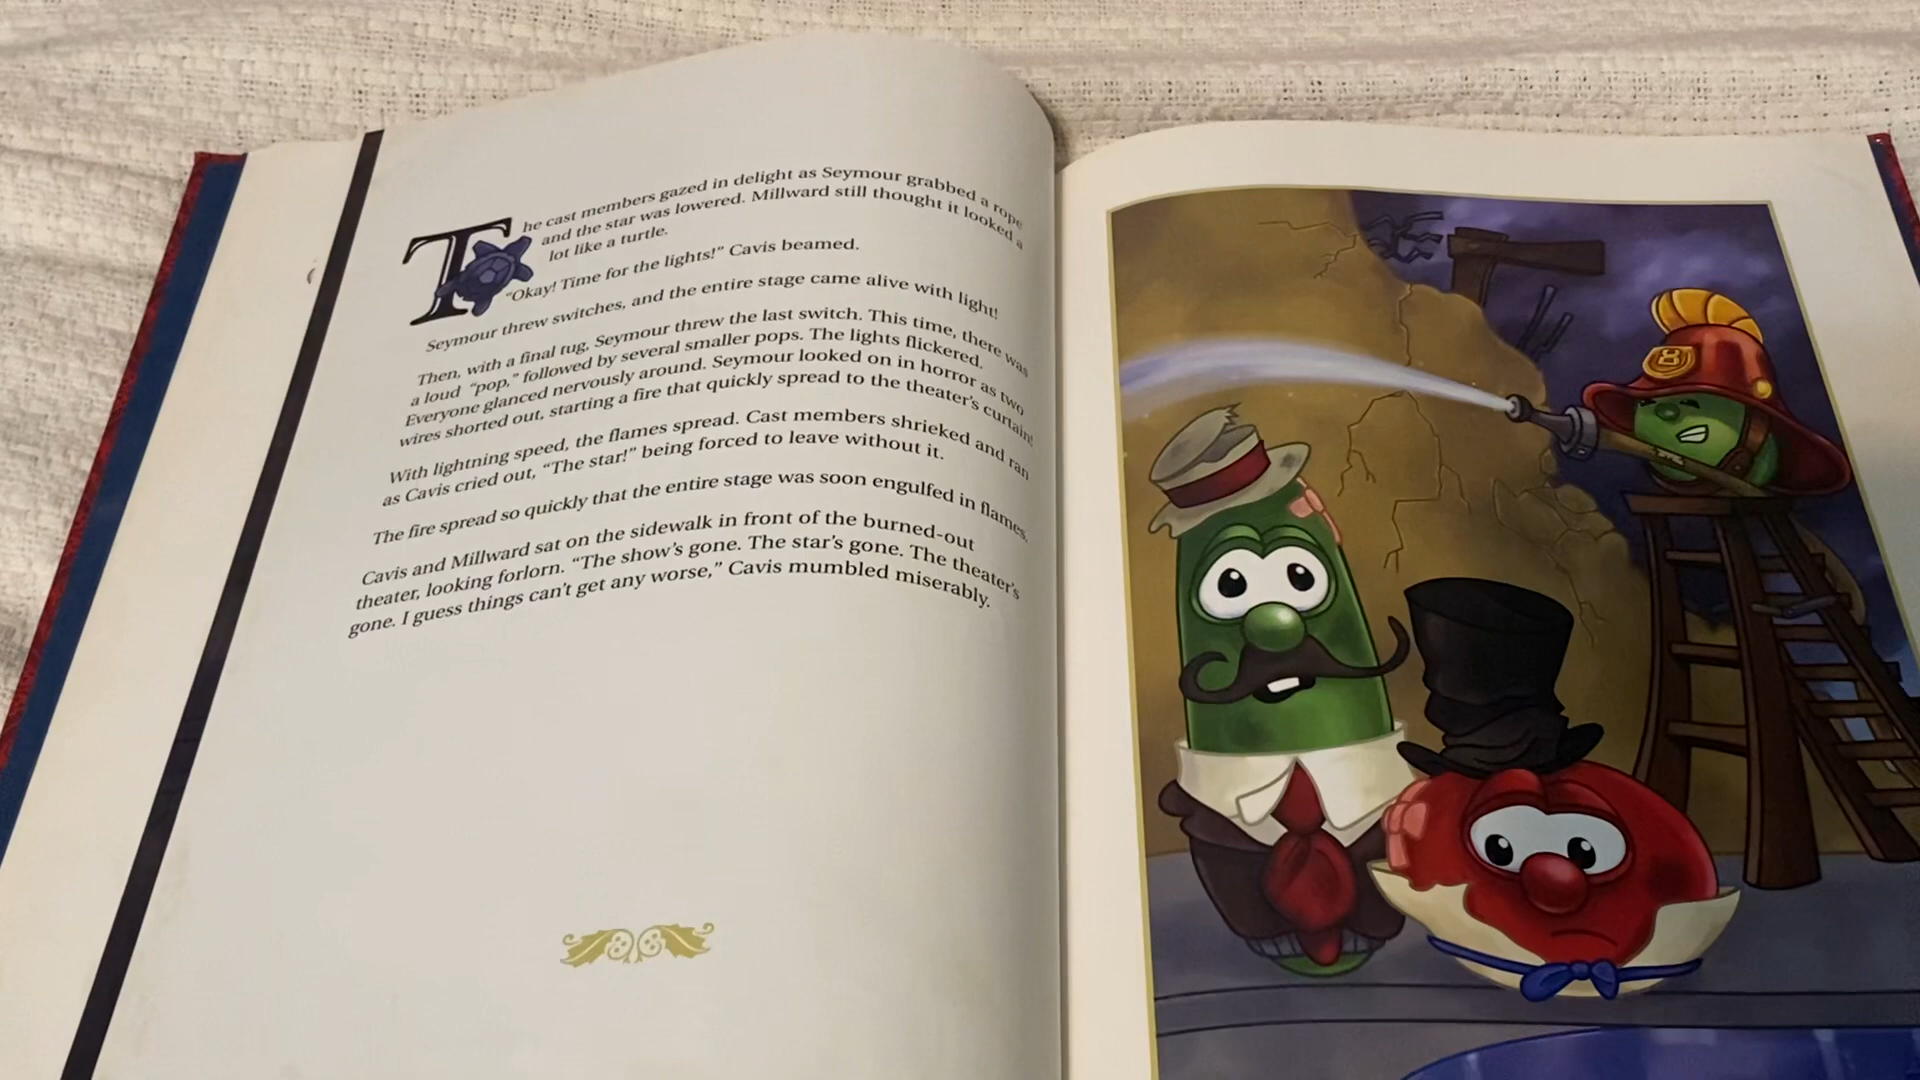 The cast members gazed in delight as Seymour grabbed a rope
and the star was lowered. Millward still thought it looked a
lot like a turtle.
“Okay! Time for the lights!” Cavis beamed.
Seymour threw switches, and the entire stage came alive with light!
Then, with a final tug, Seymour threw the last switch. This time, there was
a loud “pop,” followed by several smaller pops. The lights flickered.
Everyone glanced nervously around. Seymour looked on in horror as two
wires shorted out, starting a fire that quickly spread to the theater’s curtain!
With lightning speed, the flames spread. Cast members shrieked and ran
as Cavis cried out, “The star!” being forced to leave without it.
The fire spread so quickly that the entire stage was soon engulfed in flames.
Cavis and Millward sat on the sidewalk in front of the burned-out
theater, looking forlorn. “The show’s gone. The star’s gone. The theater’s
gone. I guess things can’t get any worse,” Cavis mumbled miserably.
8